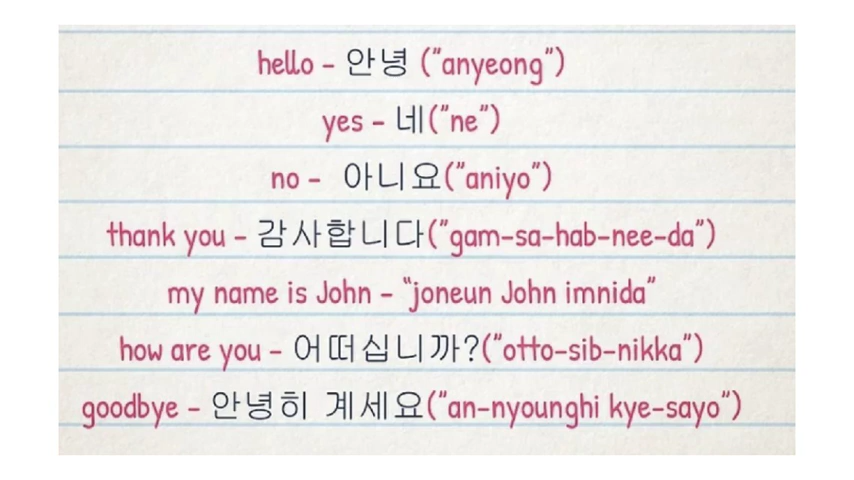 hello - 안녕 ("anyeong")
yes - 네("ne")
no - 아니요("aniyo")
thank you - 감사합니다("gam-sa-hab-nee-da")
my name is John - "joneun John imnida"
how are you - 어떠십니까?("otto-sib-nikka")
goodbye - 안녕히 계세요("an-nyounghi kye-sayo")